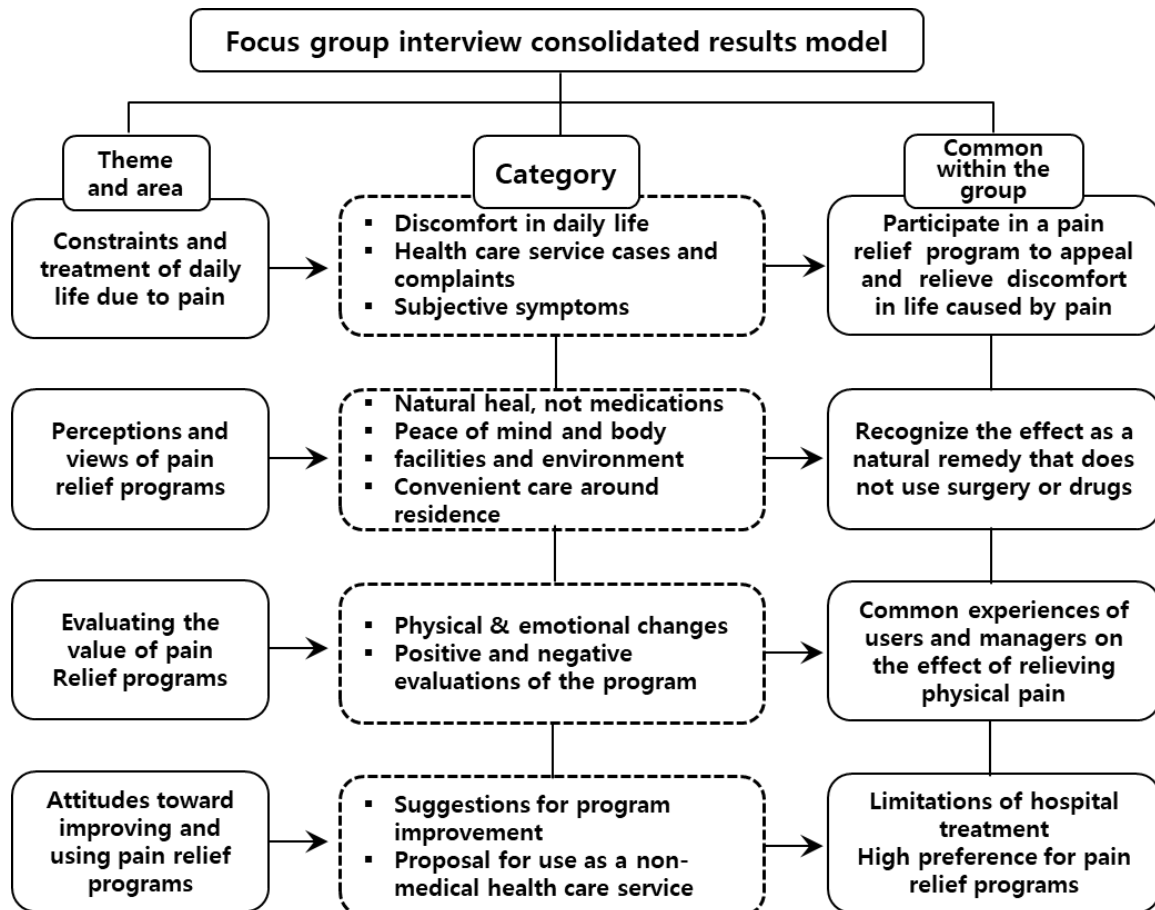 Focus group interview consolidated results model
Theme
and area
Category
Common
within the
group
Constraints and
treatment of daily
life due to pain
▪ Discomfort in daily life
▪ Health care service cases and
complaints
▪ Subjective symptoms
Participate in a pain
relief program to appeal
and relieve discomfort
in life caused by pain
Perceptions and
views of pain
relief programs
▪ Natural heal, not medications
▪ Peace of mind and body
▪ facilities and environment
▪ Convenient care around
residence
Recognize the effect as a
natural remedy that does
not use surgery or drugs
Evaluating the
value of pain
Relief programs
▪ Physical & emotional changes
▪ Positive and negative
evaluations of the program
Common experiences of
users and managers on
the effect of relieving
physical pain
Attitudes toward
improving and
using pain relief
programs
▪ Suggestions for program
improvement
▪ Proposal for use as a non-
medical health care service
Limitations of hospital
treatment
High preference for pain
relief programs